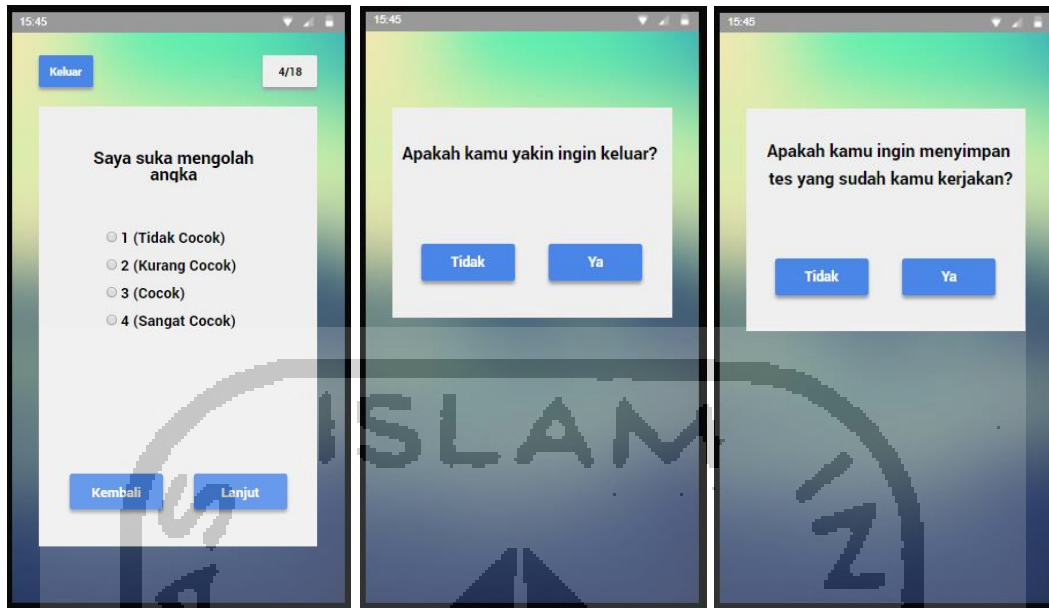 15:45
Keluar
4/18
Saya suka mengolah
angka
1 (Tidak Cocok)
2 (Kurang Cocok)
3 (Cocok)
4 (Sangat Cocok)
Kembali
Lanjut
15:45
Apakah kamu yakin ingin keluar?
Tidak
Ya
15:45
Apakah kamu ingin menyimpan
tes yang sudah kamu kerjakan?
Tidak
Ya
ISLAM